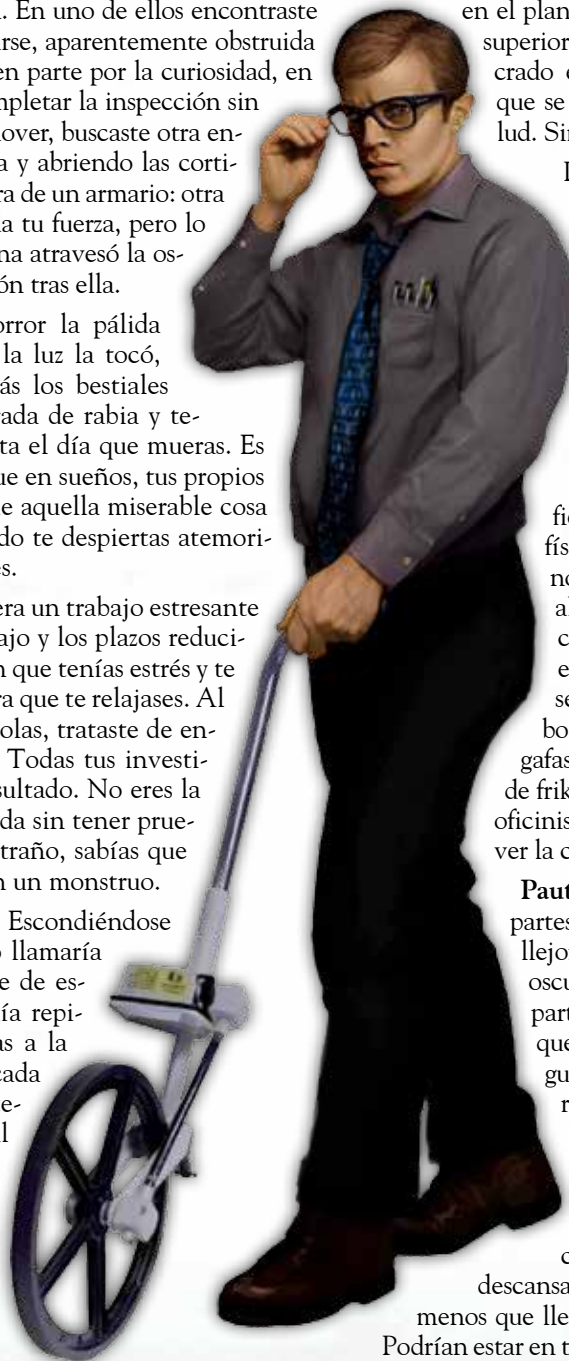 . En uno de ellos encontraste
irse, aparentemente obstruida
en parte por la curiosidad, en
mpletar la inspección sin
nover, buscaste otra en-
a y abriendo las corti-
ra de un armario: otra
a tu fuerza, pero lo
na atravesó la os-
ón tras ella.
orror la pálida
la luz la tocó,
ás los bestiales
rada de rabia y te-
ta el día que mueras. Es
ue en sueños, tus propios
e aquella miserable cosa
do te despiertas atemori-
es.
era un trabajo estresante
ajo y los plazos reduci-
n que tenías estrés y te
ra que te relajases. Al
olas, trataste de en-
Todas tus investi-
sultado. No eres la
da sin tener prue-
traño, sabías que
n un monstruo.
Escondiéndose
o llamaría
e de es-
ía repi-
as a la
cada
e-
l
en el plan
superior
crado e
que se
lud. Sin
I
fic
fís
no
al
c
e
se
bo
gafas
de frik
oficinis
ver la c
Paut
partes
llejo
oscu
part
que
gu
r
c
descansa
menos que lle
Podrían estar en t